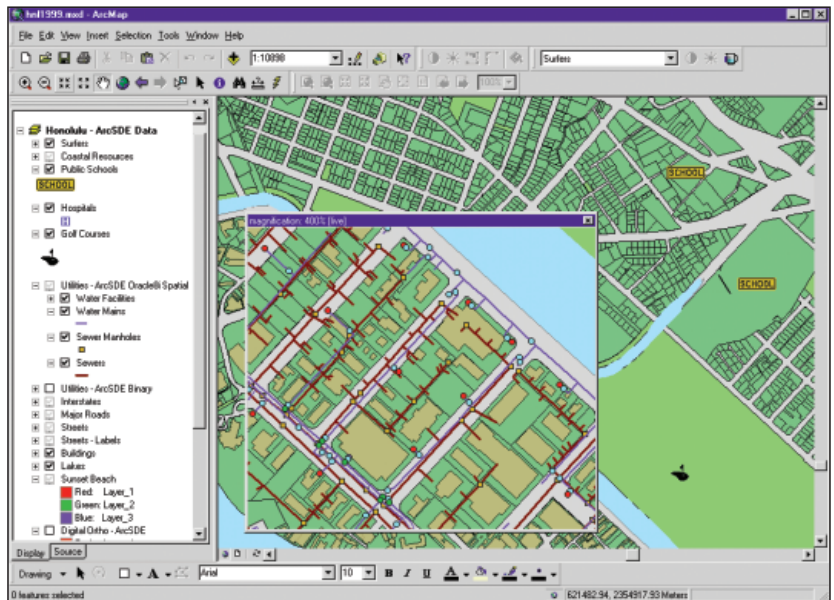 hnl1999.mxd - ArcMap
File Edit View Insert Selection Tools Window Help
1:10898
Surfers
100%
Honolulu - ArcSDE Data
Surfers
Coastal Resources
Public Schools
SCHOOL
Hospitals
Golf Courses
Utilities - ArcSDE Oracle8i Spatial
Water Facilities
Water Mains
Sewer Manholes
Sewers
Utilities - ArcSDE Binary
Interstates
Major Roads
Streets
Streets - Labels
Buildings
Lakes
Sunset Beach
Red: Layer_1
Green: Layer_2
Blue: Layer_3
Digital Ortho - ArcSDE
Display Source
SCHOOL
magnification: 400% (live)
SCHOOL
Drawing A Arial 10 B I U A
0 features selected
621482.94, 2354917.93 Meters